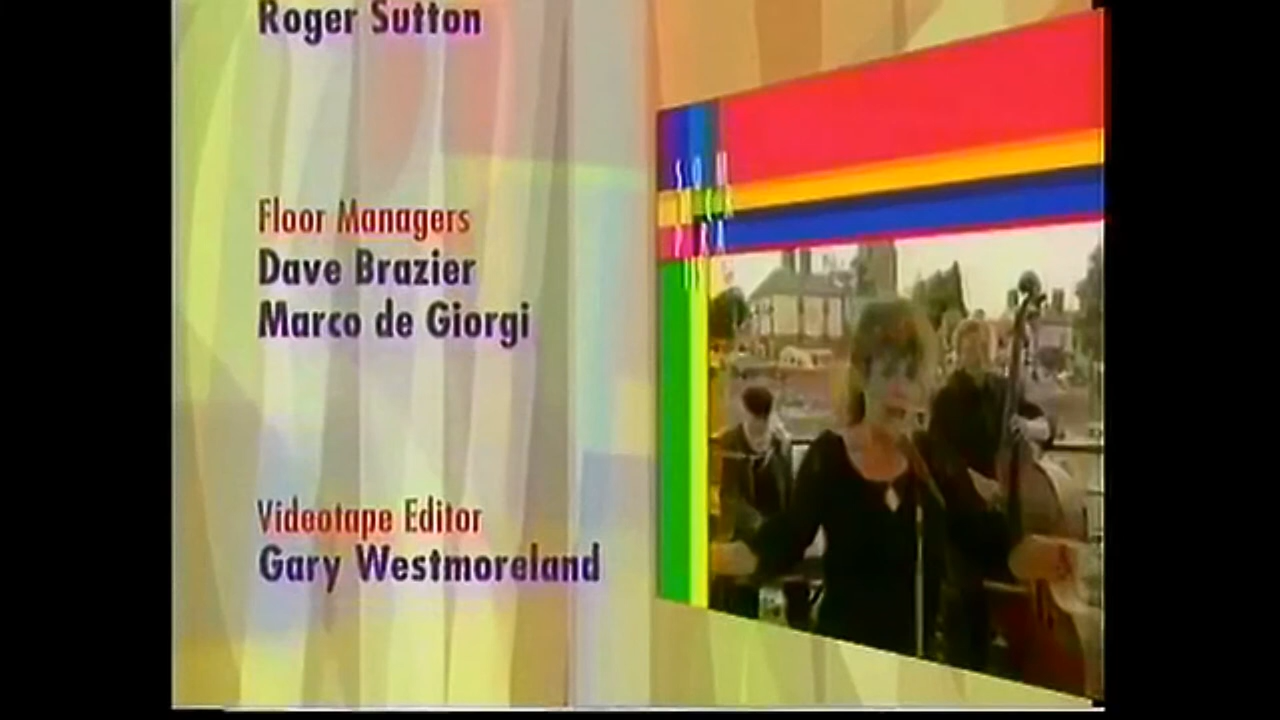 Roger Sutton
Floor Managers
Dave Brazier
Marco de Giorgi
Videotape Editor
Gary Westmoreland